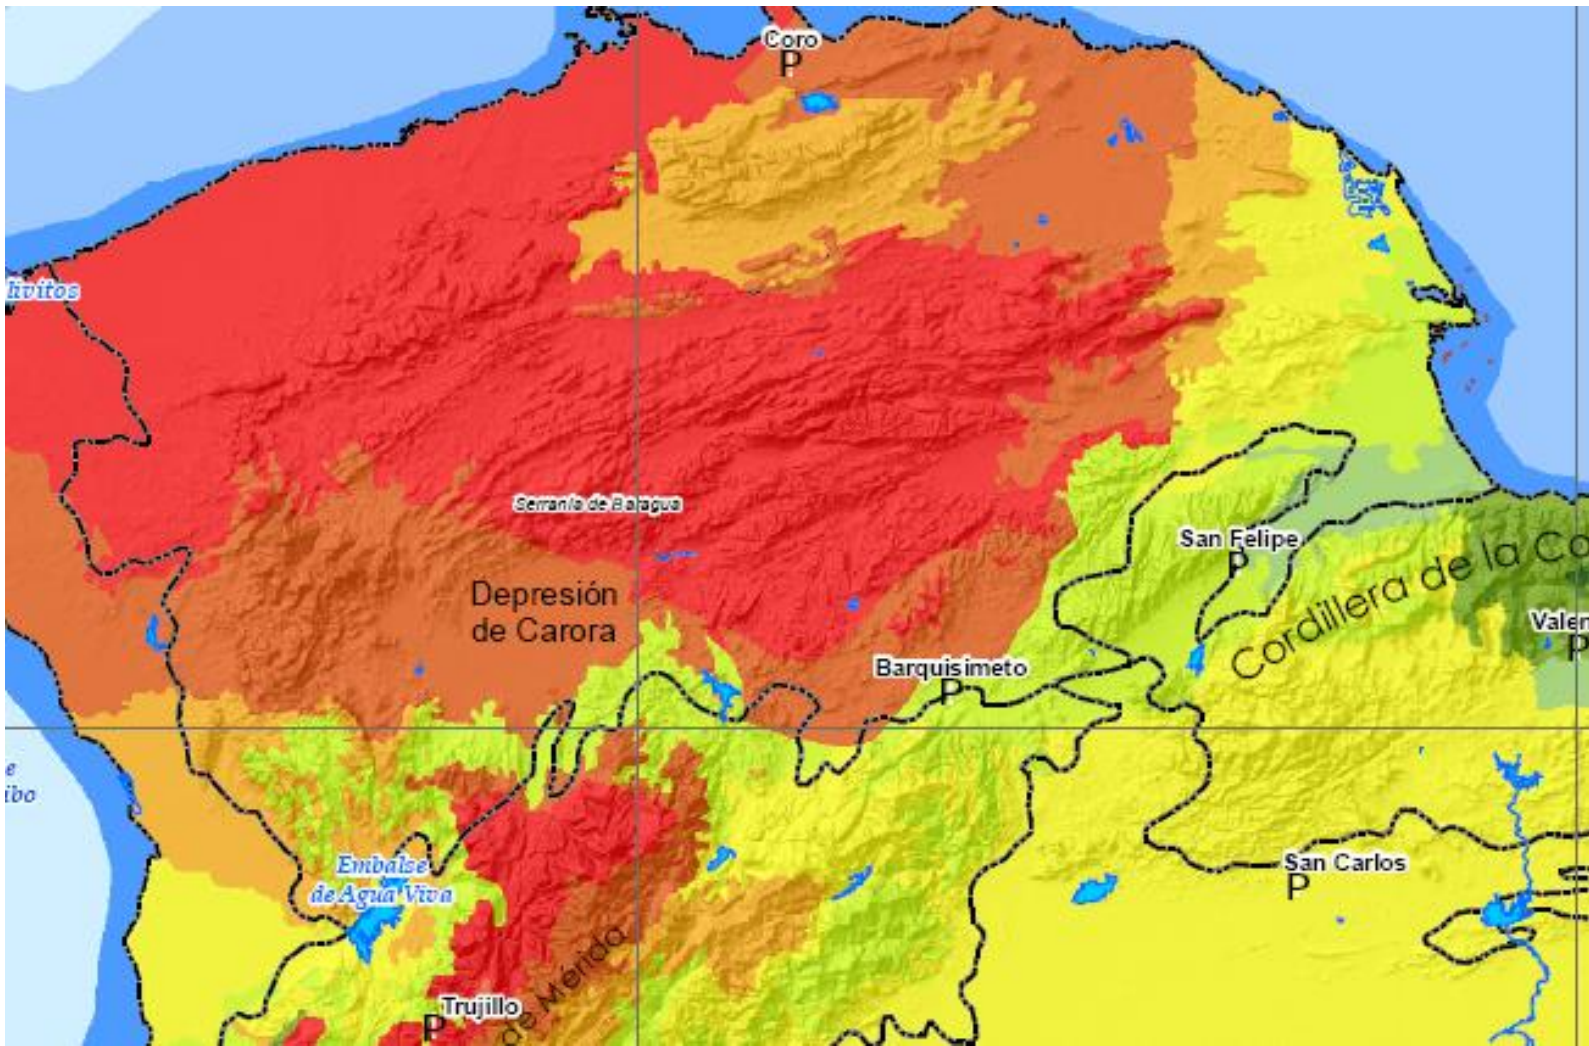 Coro
P
Serranía de Baragua
San Felipe
P
Cordillera de la Co
Depresión
de Carora
Valen
P
Barquisimeto
P
Embalse
de Agua Viva
San Carlos
P
de Mérida
Trujillo
P